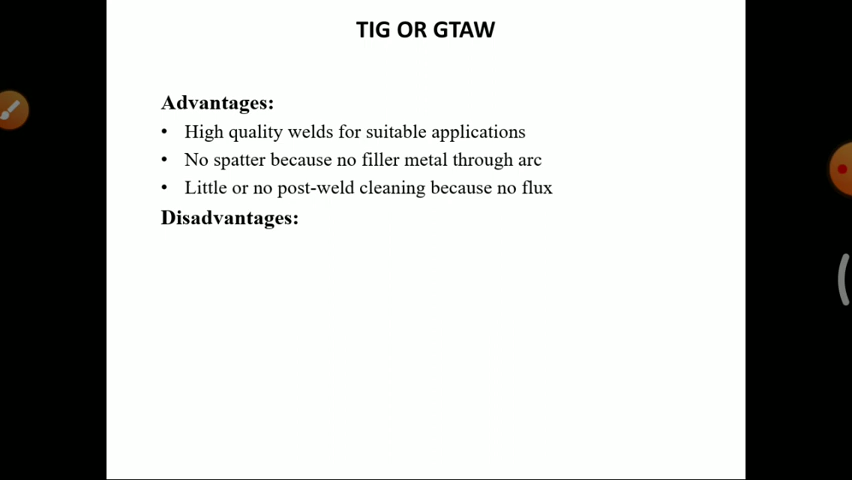 TIG OR GTAW
Advantages:
• High quality welds for suitable applications
• No spatter because no filler metal through arc
• Little or no post-weld cleaning because no flux
Disadvantages: